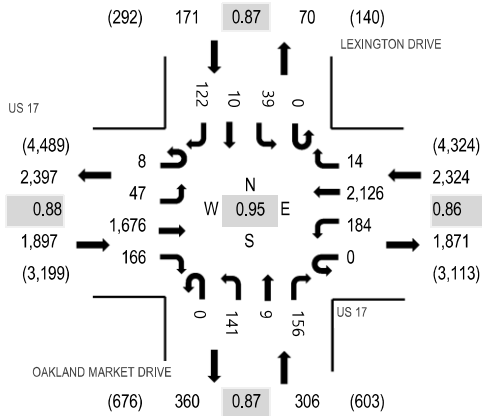 (292) 171 0.87 70 (140)
LEXINGTON DRIVE
US 17
122 10 39 0
(4,489) (4,324)
8 14
2,397 2,324
47 N 2,126
0.88 W 0.95 E 0.86
1,676 184
1,897 S 1,871
166 0
(3,199) (3,113)
0 141 9 156
US 17
OAKLAND MARKET DRIVE
(676) 360 0.87 306 (603)